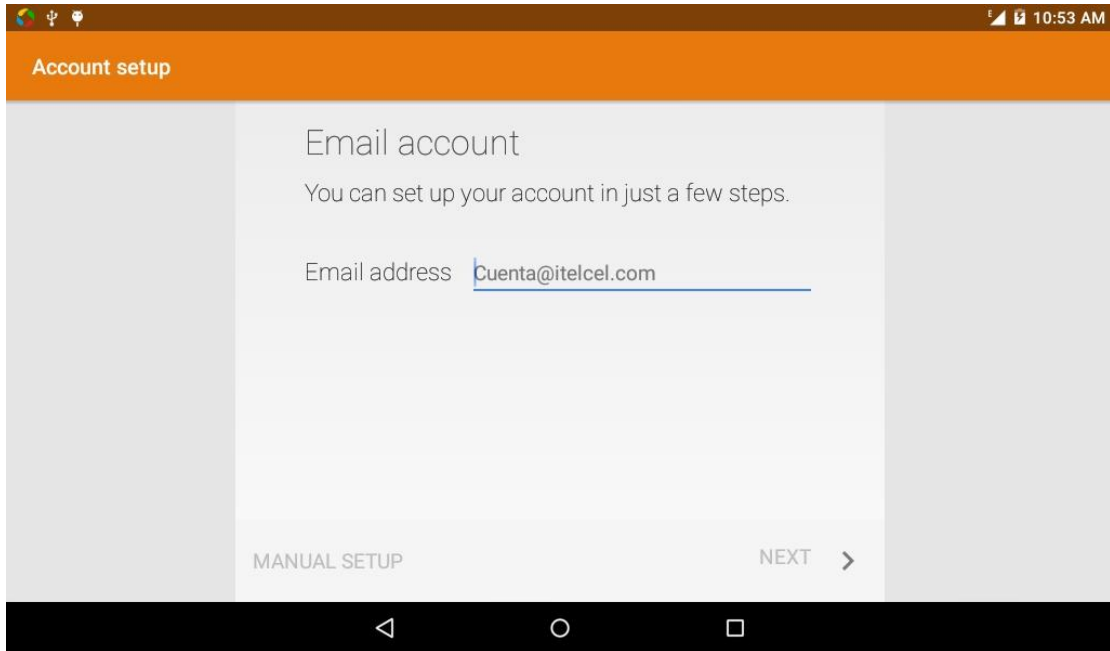 E 10:53 AM
Account setup
Email account
You can set up your account in just a few steps.
Email address Cuenta@itelcel.com
MANUAL SETUP NEXT